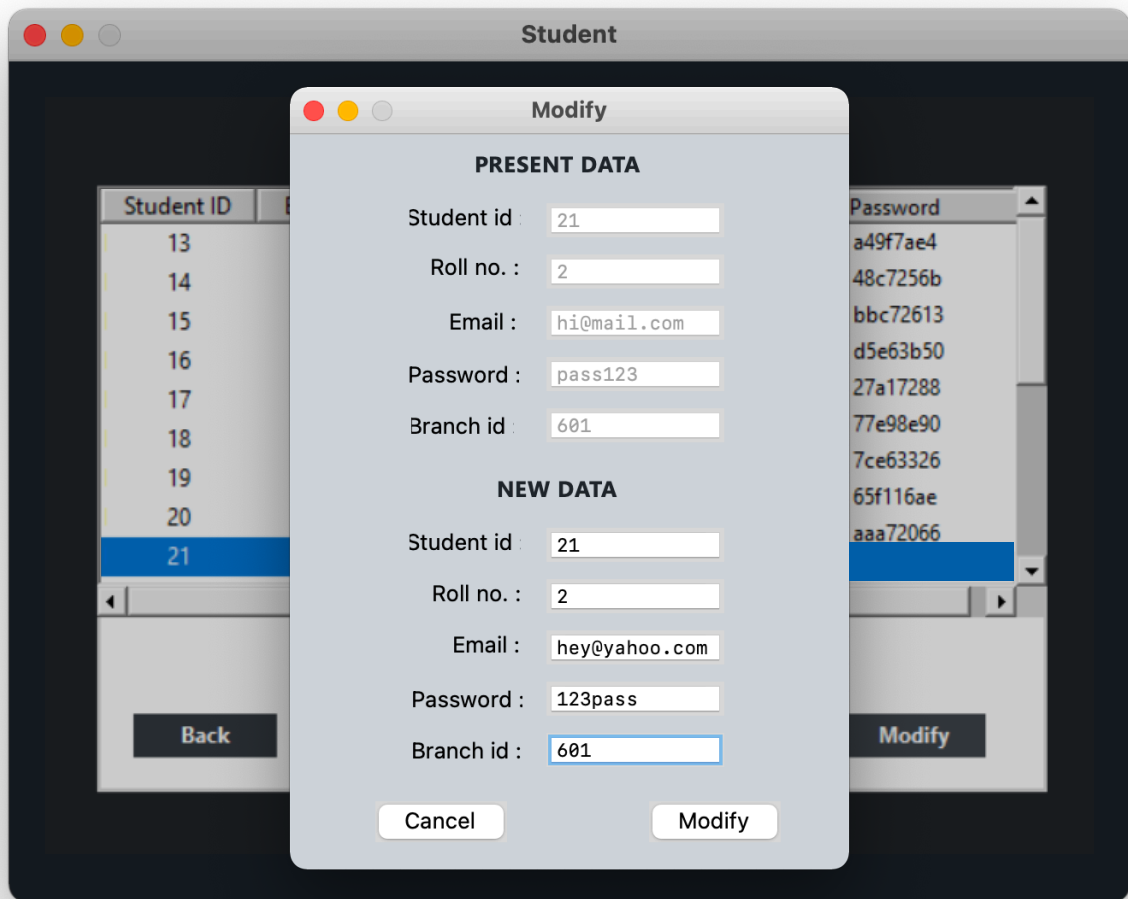 Student
Modify
PRESENT DATA
Student id : 21
Roll no. : 2
Email : hi@mail.com
Password : pass123
Branch id : 601
NEW DATA
Student id : 21
Roll no. : 2
Email : hey@yahoo.com
Password : 123pass
Branch id : 601
Cancel Modify
Student ID Password
13 a49f7ae4
14 48c7256b
15 bbc72613
16 d5e63b50
17 27a17288
18 77e98e90
19 7ce63326
20 65f116ae
21 aaa72066
Back Modify